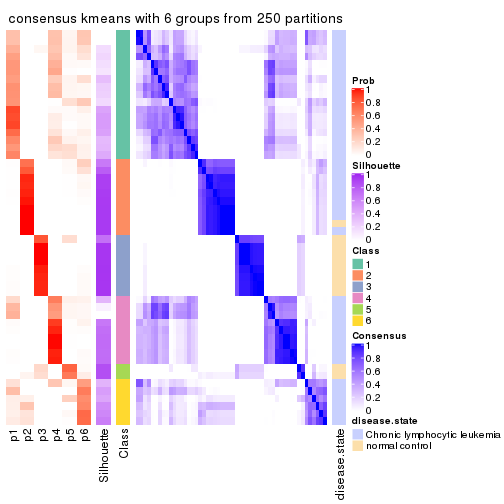 consensus kmeans with 6 groups from 250 partitions
Prob
1
0.8
0.6
0.4
0.2
0
Silhouette
1
0.8
0.6
0.4
0.2
0
Class
1
2
3
4
5
6
Consensus
1
0.8
0.6
0.4
0.2
0
disease.state
Chronic lymphocytic leukemia
normal control
p1
p2
p3
p4
p5
p6
Silhouette
Class
disease.state